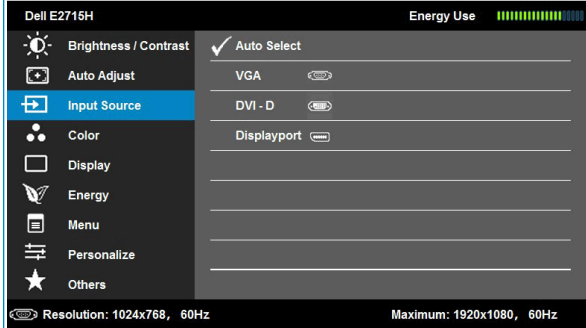 Dell E2715H Energy Use
Brightness / Contrast Auto Select
Auto Adjust VGA
Input Source DVI - D
Color Displayport
Display
Energy
Menu
Personalize
Others
Resolution: 1024x768, 60Hz Maximum: 1920x1080, 60Hz